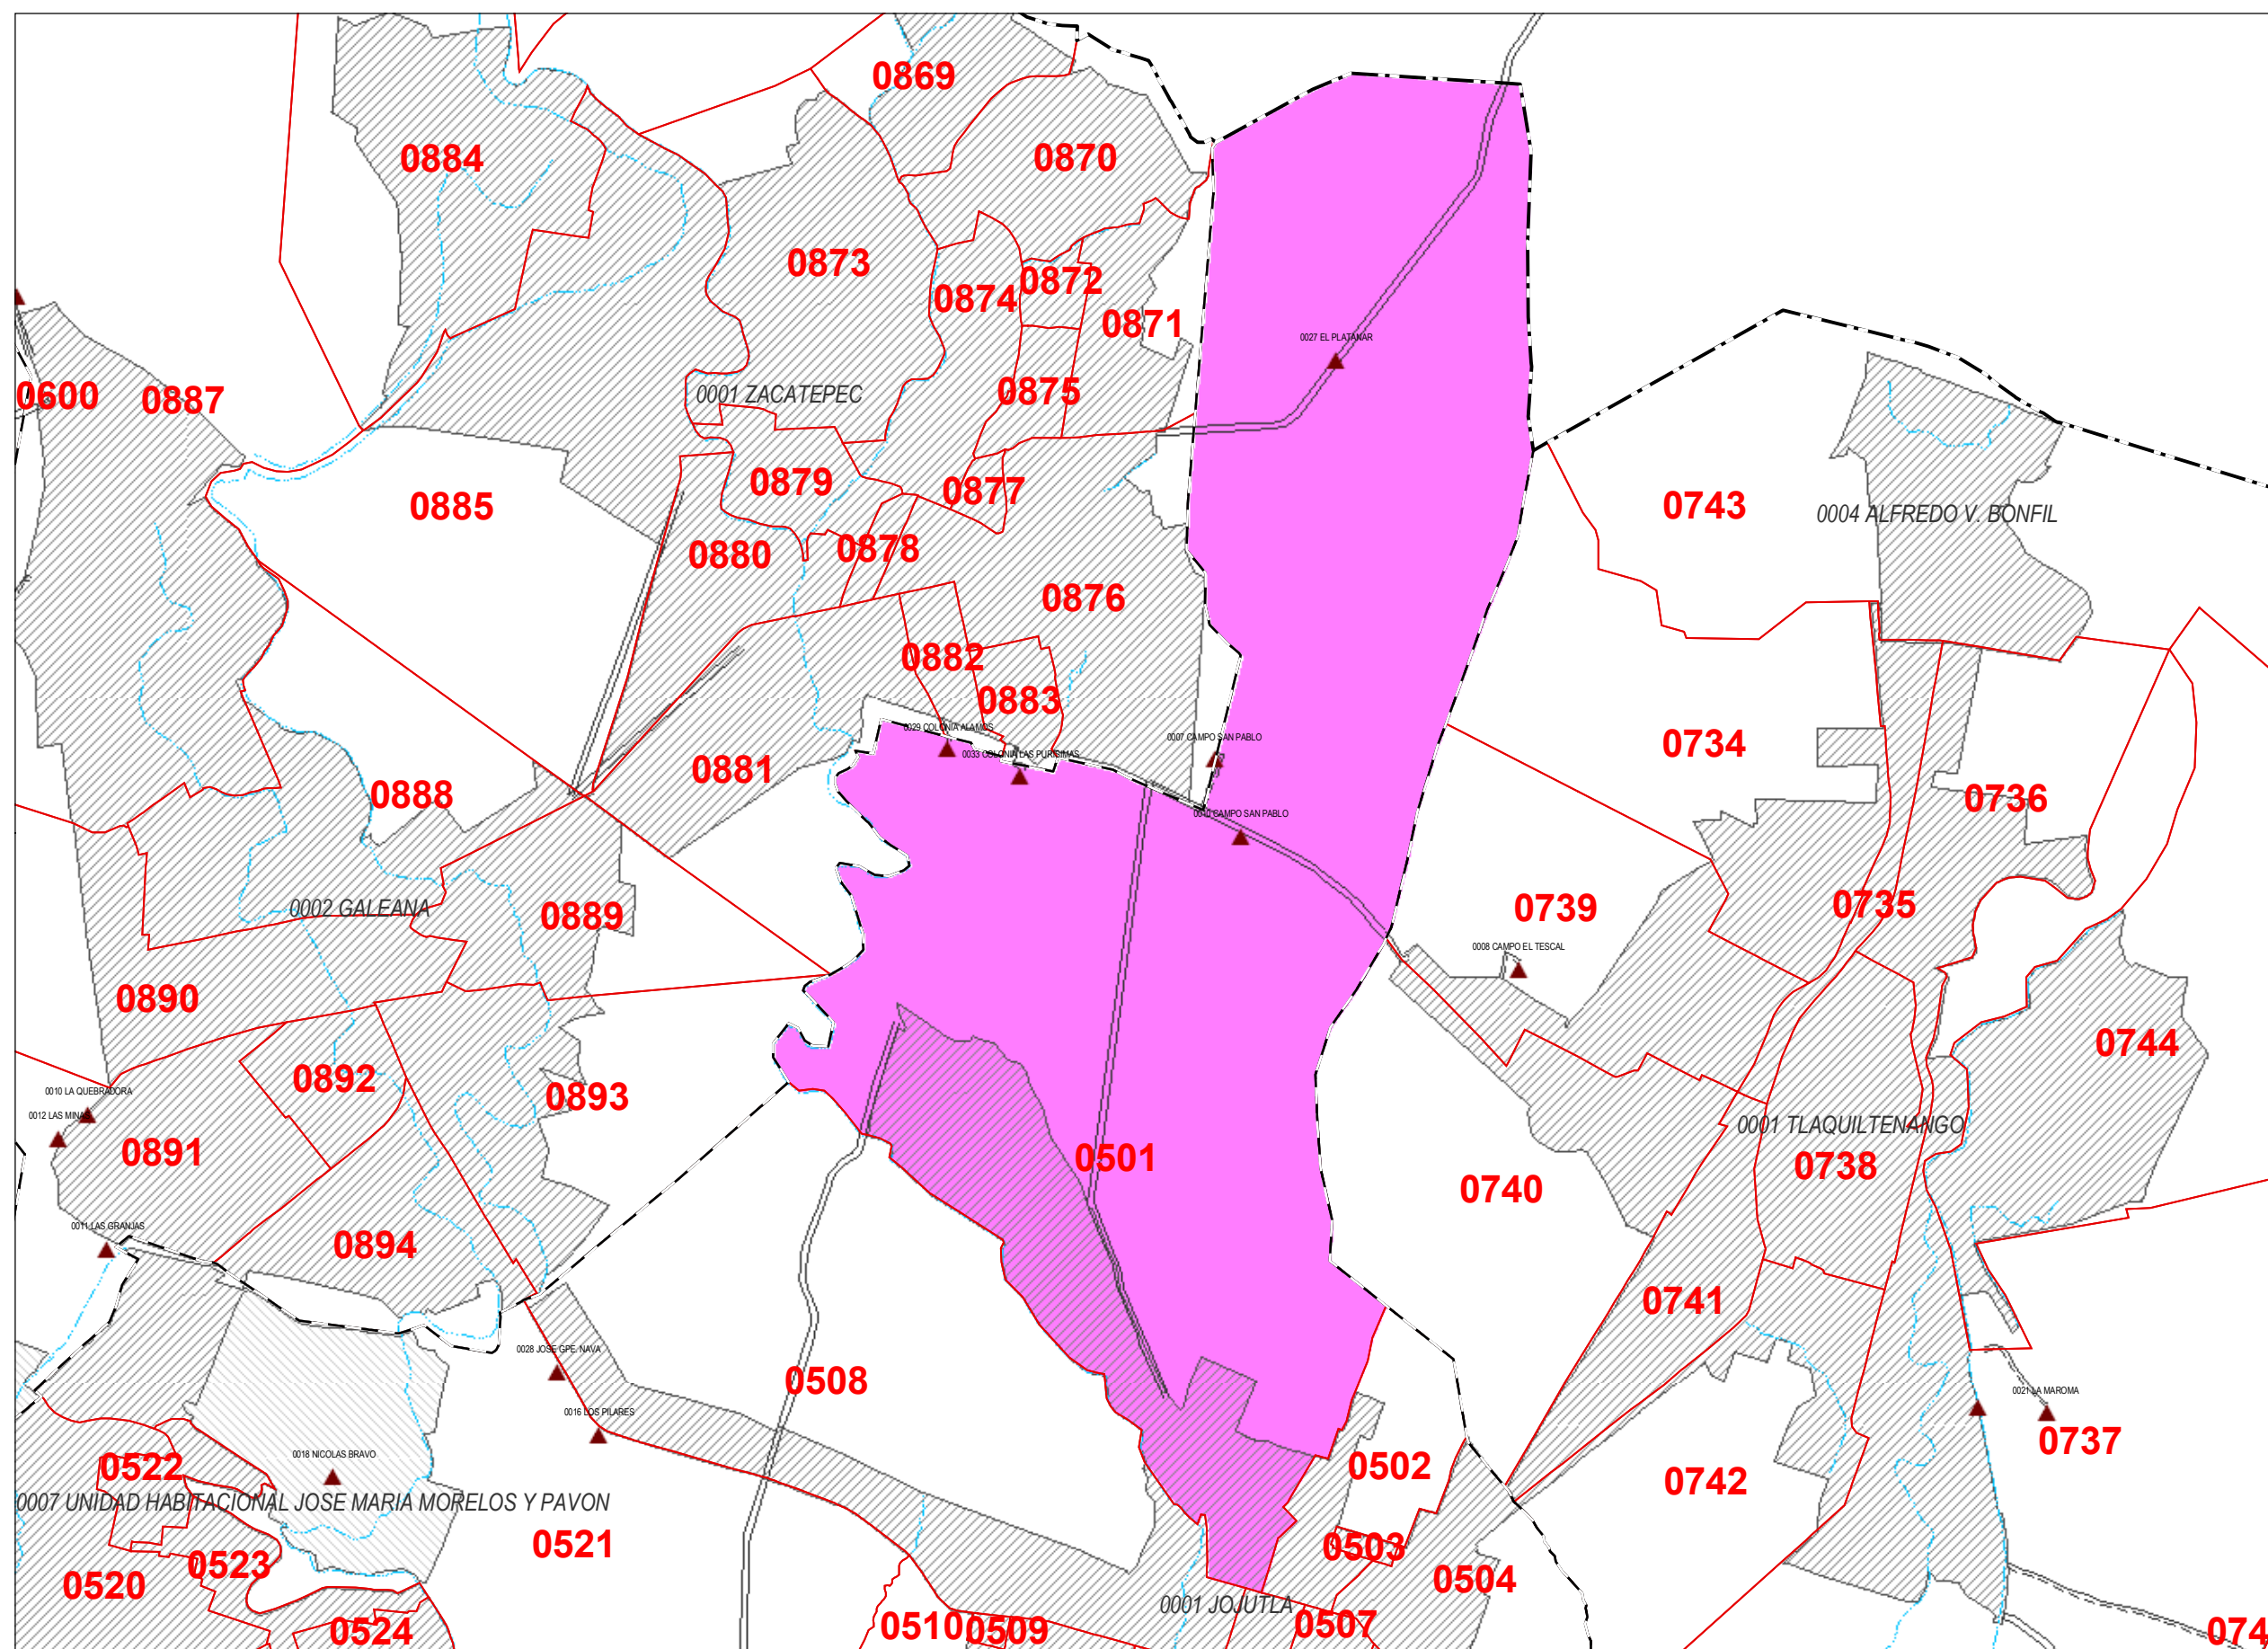 0869
0884
0870
0873
0872
0874
0871
0027 EL PLATANAR
0600
0887
0001 ZACATEPEC
0875
0879
0877
0885
0743
0004 ALFREDO V. BONFIL
0880
0878
0876
0882
0883
0029 COLONIA ALAMOS
0033 COLONIA LAS PURISIMAS
0007 CAMPO SAN PABLO
0734
0881
0888
0736
0010 CAMPO SAN PABLO
0002 GALEANA
0889
0739
0735
0008 CAMPO EL TESCAL
0890
0744
0892
0010 LA QUEBRADORA
0893
0012 LAS MINAS
0891
0501
0001 TLAQUILTENANGO
0738
0740
0011 LAS GRANJAS
0894
0741
0028 JOSE GPE. NAVA
0508
0021 LA MAROMA
0016 LOS PILARES
0737
0018 NICOLAS BRAVO
0522
0502
0742
0007 UNIDAD HABITACIONAL JOSE MARIA MORELOS Y PAVON
0521
0503
0523
0520
0504
0001 JOJUTLA
0510
0509
0507
0524
074